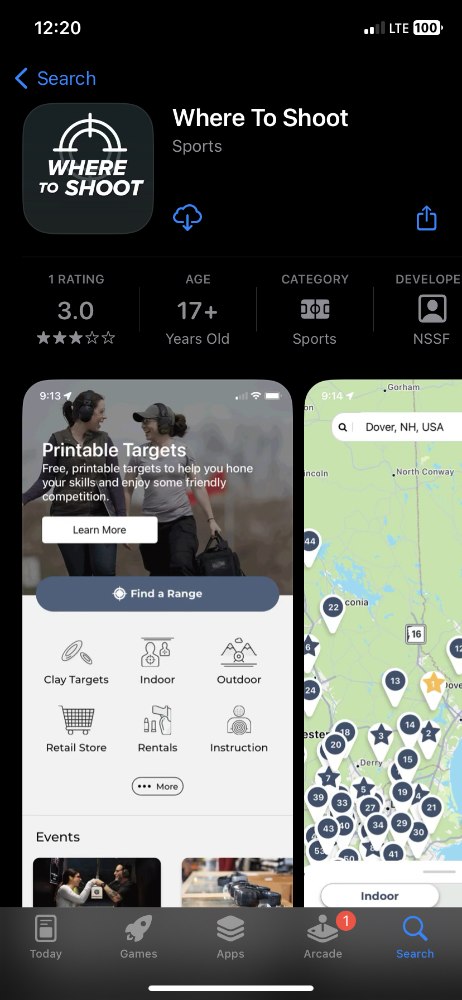 12:20
LTE 100
Search
WHERE
TO SHOOT
Where To Shoot
Sports
1 RATING
3.0
AGE
17+
Years Old
CATEGORY
Sports
DEVELOPE
NSSF
9:13
Printable Targets
Free, printable targets to help you hone
your skills and enjoy some friendly
competition.
Learn More
Find a Range
Clay Targets
Indoor
Outdoor
Retail Store
Rentals
Instruction
More
Events
9:14
Gorham
on
Dover, NH, USA
incoln
North Conway
44
conia
22
16
6
12
13
1
Dove
24
14
2
ester
18
3
20
15
Derry
7
5
19
4
39
33
27
L
21
43
40
34
29
30
53
50
8
41
Indoor
Today
Games
Apps
Arcade
1
Search